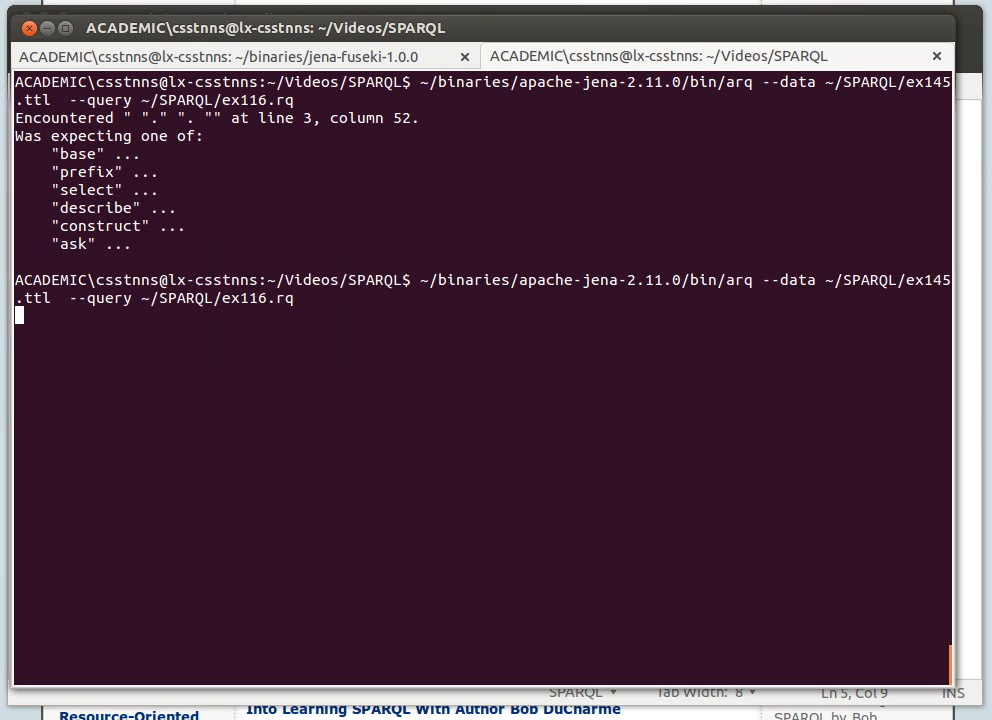 ACADEMIC\csstnns@lx-csstnns: ~/Videos/SPARQL
ACADEMIC\csstnns@lx-csstnns: ~/binaries/jena-fuseki-1.0.0
ACADEMIC\csstnns@lx-csstnns: ~/Videos/SPARQL
ACADEMIC\csstnns@lx-csstnns:~/Videos/SPARQL$ ~/binaries/apache-jena-2.11.0/bin/arq --data ~/SPARQL/ex145
.ttl  --query ~/SPARQL/ex116.rq
Encountered " "." ". "" at line 3, column 52.
Was expecting one of:
    "base" ...
    "prefix" ...
    "select" ...
    "describe" ...
    "construct" ...
    "ask" ...
ACADEMIC\csstnns@lx-csstnns:~/Videos/SPARQL$ ~/binaries/apache-jena-2.11.0/bin/arq --data ~/SPARQL/ex145
.ttl  --query ~/SPARQL/ex116.rq
SPARQL Tab Width: 8 Ln 5, Col 9 INS
Resource-Oriented
Into Learning SPARQL With Author Bob DuCharme
SPARQL by Bob